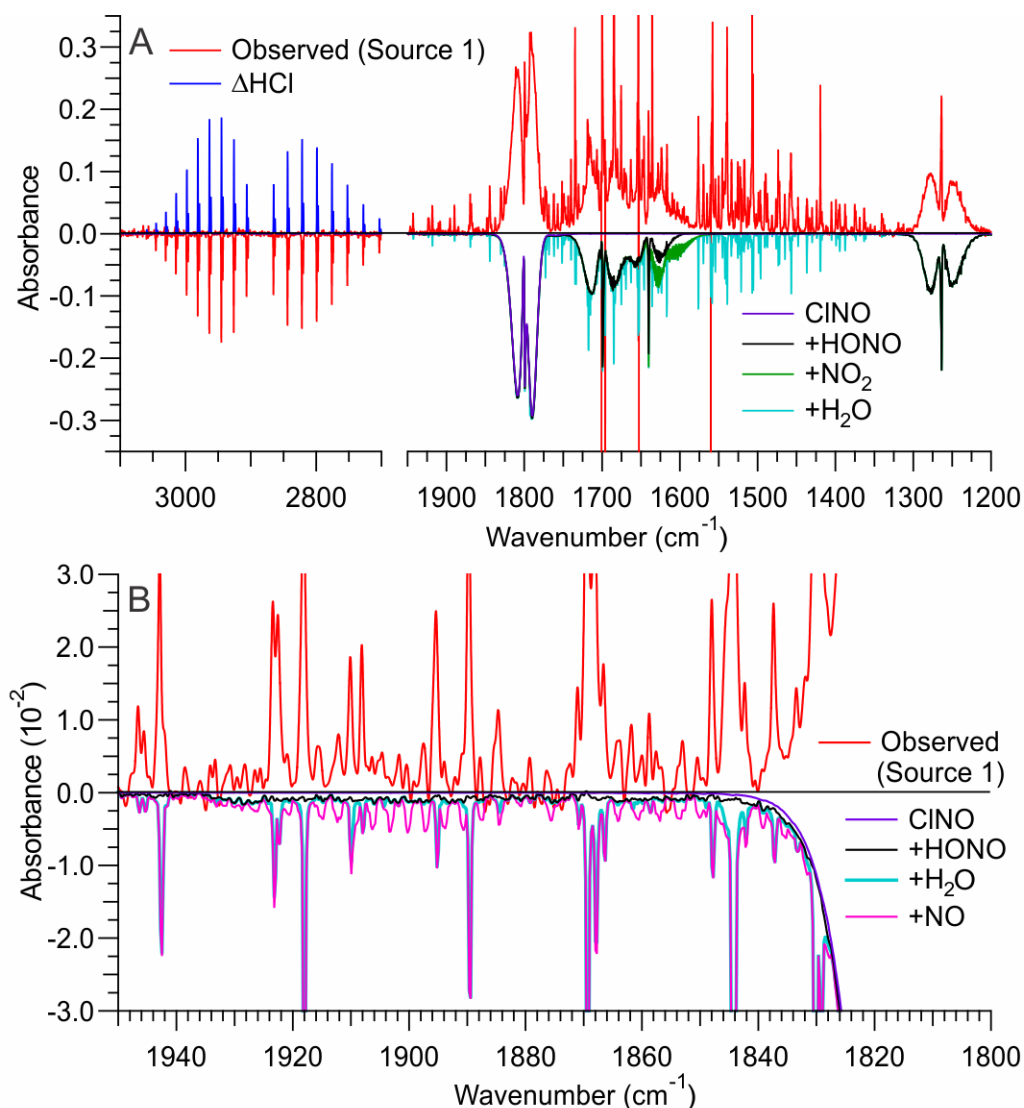 A
Observed (Source 1)
ΔHCl
0.3
0.2
0.1
0.0
-0.1
-0.2
-0.3
Absorbance
ClNO
+HONO
+NO2
+H2O
3000 2800 1900 1800 1700 1600 1500 1400 1300 1200
Wavenumber (cm-1)
B
3.0
2.0
1.0
0.0
-1.0
-2.0
-3.0
Absorbance (10-2)
Observed
(Source 1)
ClNO
+HONO
+H2O
+NO
1940 1920 1900 1880 1860 1840 1820 1800
Wavenumber (cm-1)